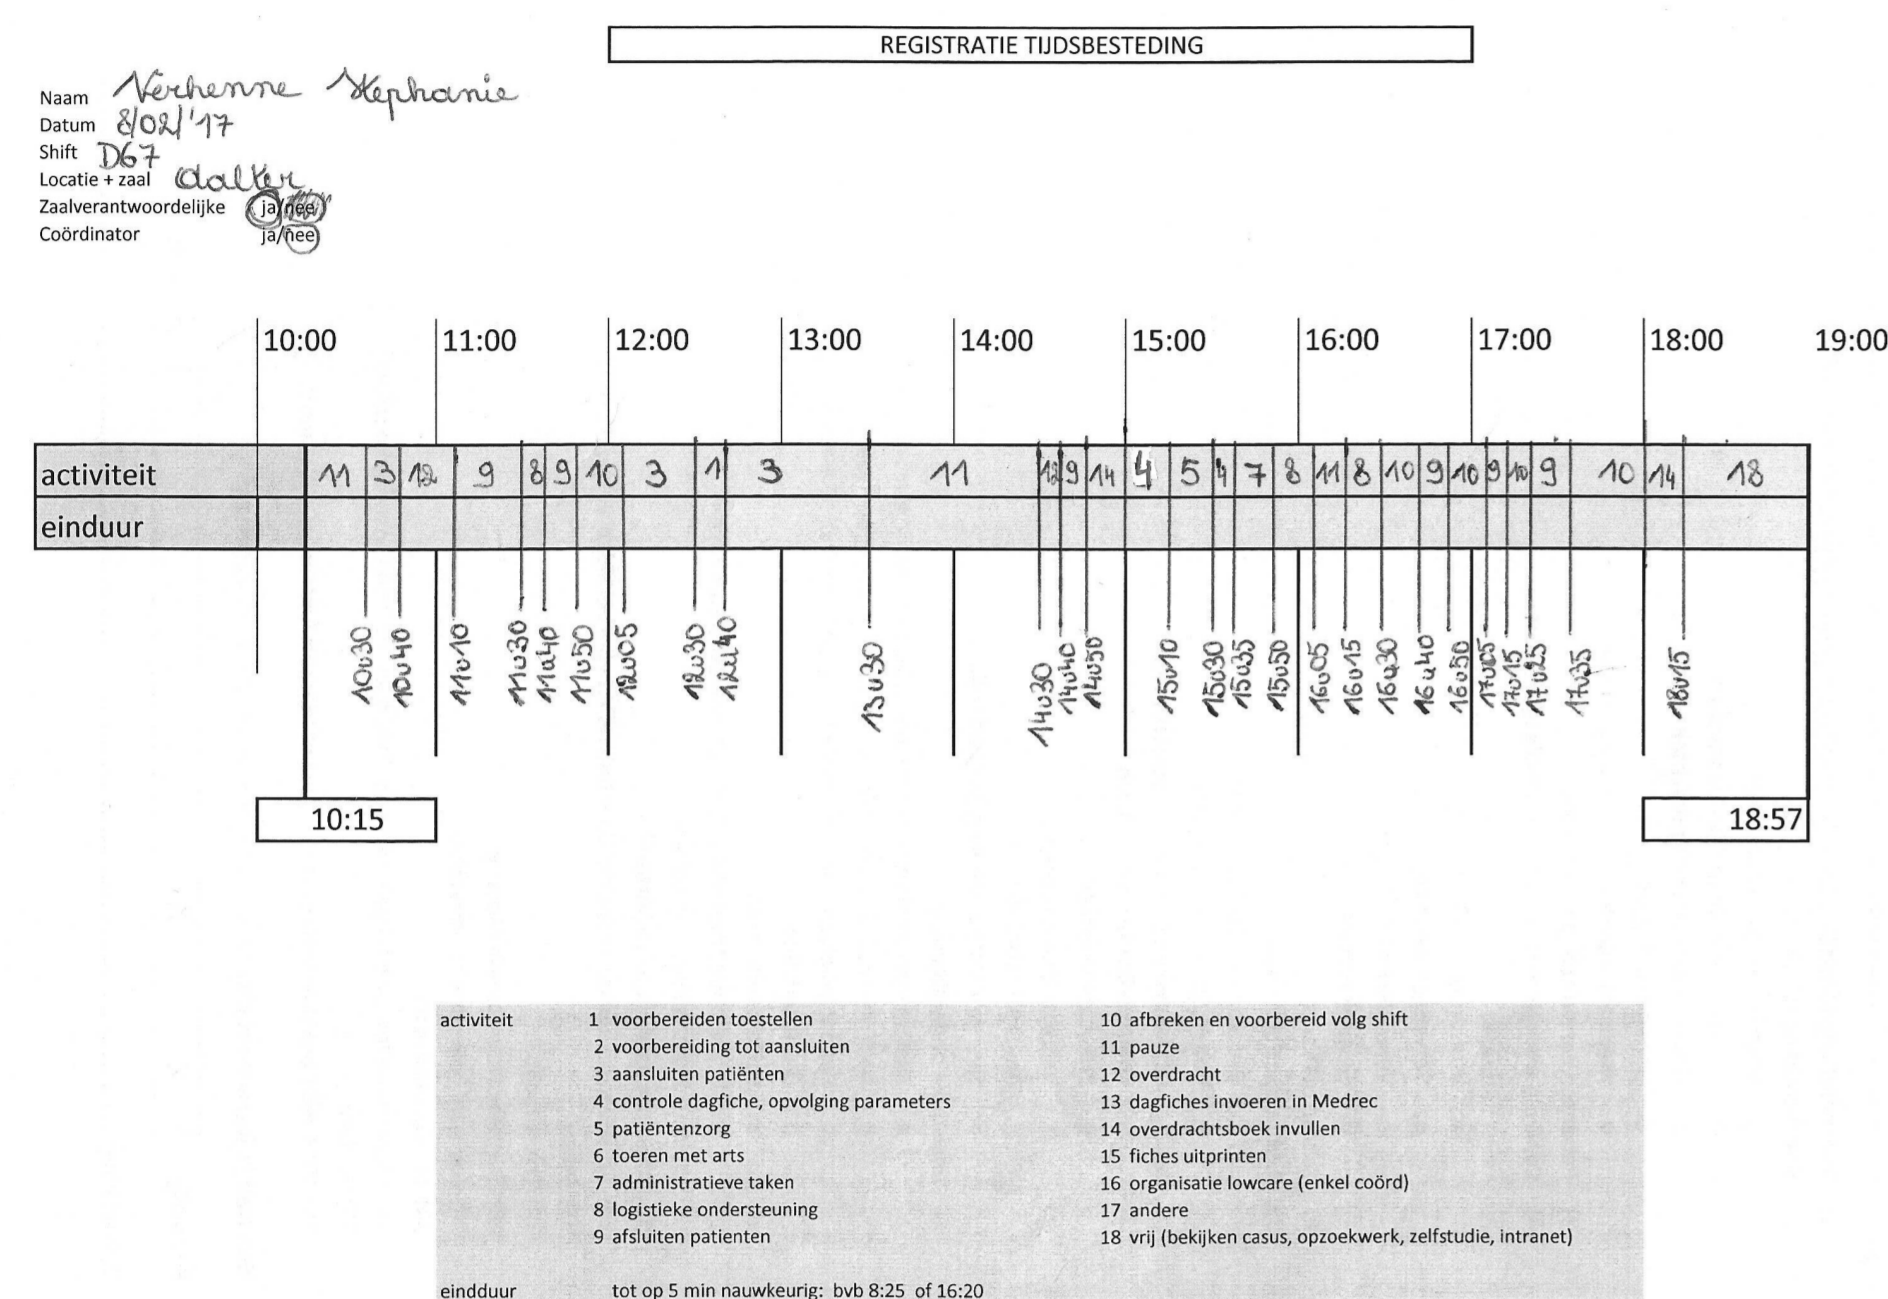 REGISTRATIE TIJDSBESTEDING
Naam Verhenne Stephanie
Datum 8/02/'17
Shift D67
Locatie + zaal Aalter
Zaalverantwoordelijke ja/nee
Coördinator ja/nee
10:00 11:00 12:00 13:00 14:00 15:00 16:00 17:00 18:00 19:00
activiteit 11 3 12 9 8 9 10 3 1 3 11 12 9 14 4 5 4 7 8 11 8 10 9 10 9 10 9 10 14 18
einduur
10u30 10u40 11u10 11u30 11u40 11u50 12u05 12u30 12u40 13u30 14u30 14u40 14u50 15u10 15u30 15u35 15u50 16u05 16u15 16u30 16u40 16u50 17u05 17u15 17u25 17u35 18u15
10:15 18:57
activiteit 1 voorbereiden toestellen 10 afbreken en voorbereid volg shift
2 voorbereiding tot aansluiten 11 pauze
3 aansluiten patiënten 12 overdracht
4 controle dagfiche, opvolging parameters 13 dagfiches invoeren in Medrec
5 patiëntenzorg 14 overdrachtsboek invullen
6 toeren met arts 15 fiches uitprinten
7 administratieve taken 16 organisatie lowcare (enkel coörd)
8 logistieke ondersteuning 17 andere
9 afsluiten patienten 18 vrij (bekijken casus, opzoekwerk, zelfstudie, intranet)
eindduur tot op 5 min nauwkeurig: bvb 8:25 of 16:20